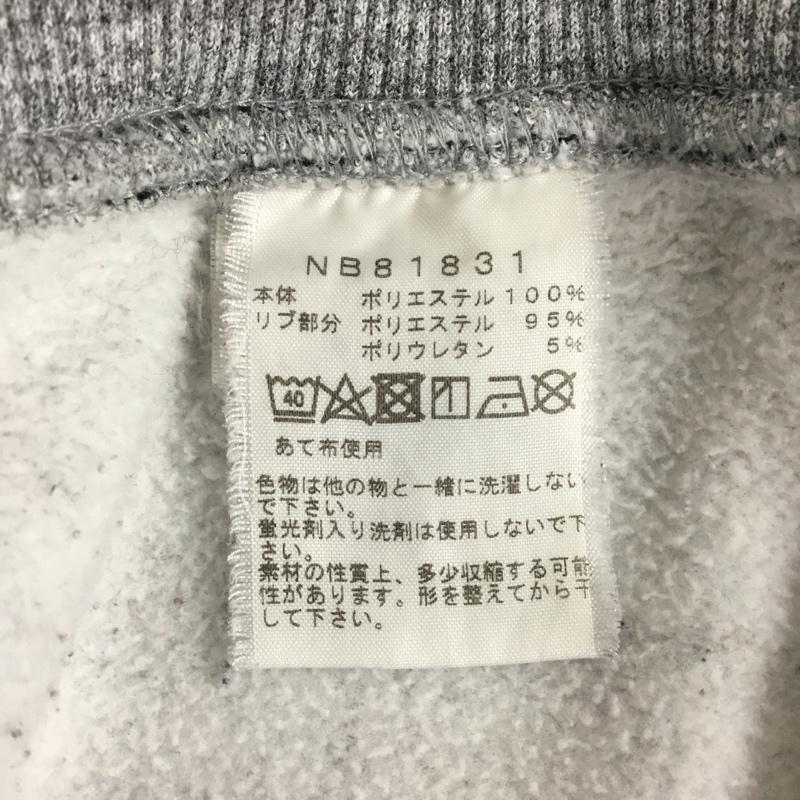 NB81831
本体 ポリエステル 100%
リブ部分 ポリエステル 95%
ポリウレタン 5%
40
あて布使用
色物は他の物と一緒に洗濯しない
で下さい。
蛍光剤入り洗剤は使用しないで下
さい。
素材の性質上、多少収縮する可能
性があります。形を整えてから干
して下さい。